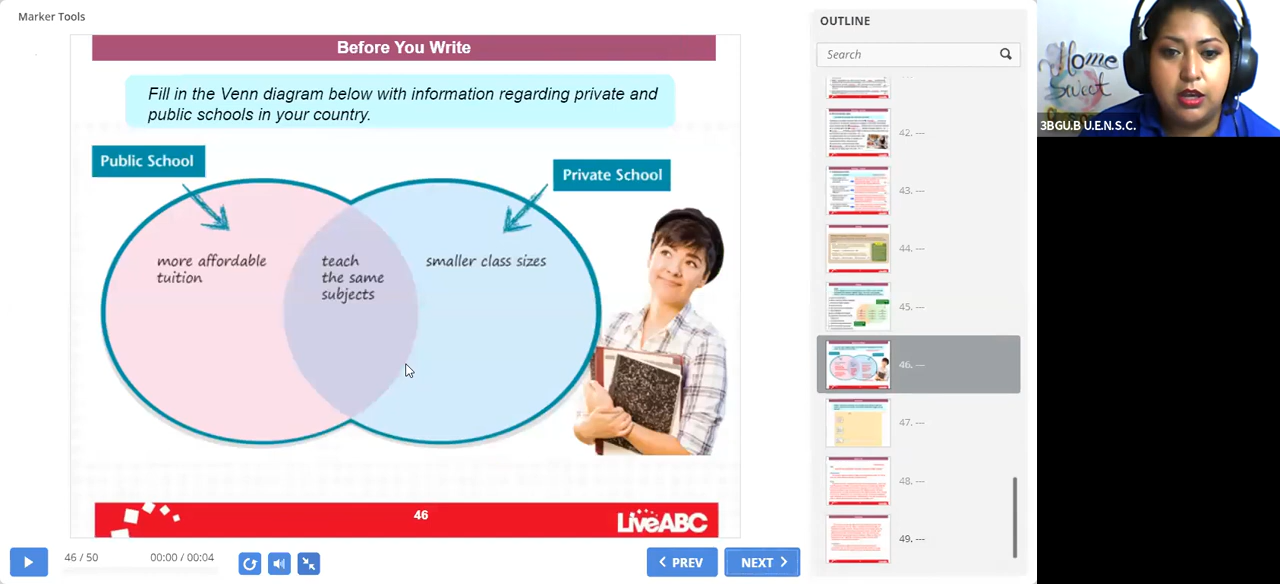 Marker Tools
Before You Write
Fill in the Venn diagram below with information regarding private and
public schools in your country.
Public School
Private School
more affordable
tuition
teach
the same
subjects
smaller class sizes
46
LiveABC
46 / 50
00:00 / 00:04
PREV
NEXT
OUTLINE
Search
42. ---
43. ---
44. ---
45. ---
46. ---
47. ---
48. ---
49. ---
Home
Sweet
3BGU.B U.E.N.S.C.